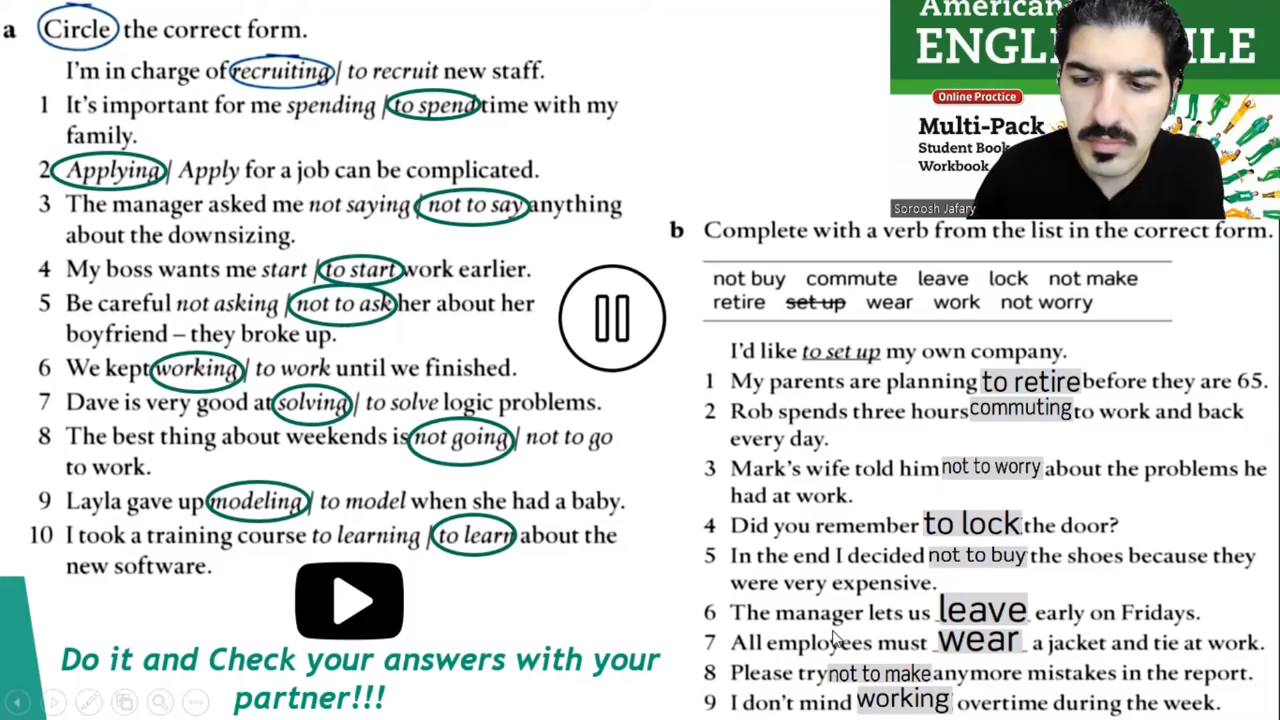 a Circle the correct form.
I'm in charge of recruiting | to recruit new staff.
1 It's important for me spending | to spend time with my
family.
2 Applying | Apply for a job can be complicated.
3 The manager asked me not saying | not to say anything
about the downsizing.
4 My boss wants me start | to start work earlier.
5 Be careful not asking | not to ask her about her
boyfriend – they broke up.
6 We kept working | to work until we finished.
7 Dave is very good at solving | to solve logic problems.
8 The best thing about weekends is not going | not to go
to work.
9 Layla gave up modeling | to model when she had a baby.
10 I took a training course to learning | to learn about the
new software.
Do it and Check your answers with your
partner!!!
American
ENGL ILE
Online Practice
Multi-Pack
Student Book
Workbook
Soroosh Jafary
b Complete with a verb from the list in the correct form.
not buy commute leave lock not make
retire set up wear work not worry
I'd like to set up my own company.
1 My parents are planning to retire before they are 65.
2 Rob spends three hours commuting to work and back
every day.
3 Mark's wife told him not to worry about the problems he
had at work.
4 Did you remember to lock the door?
5 In the end I decided not to buy the shoes because they
were very expensive.
6 The manager lets us leave early on Fridays.
7 All employees must wear a jacket and tie at work.
8 Please try not to make anymore mistakes in the report.
9 I don't mind working overtime during the week.